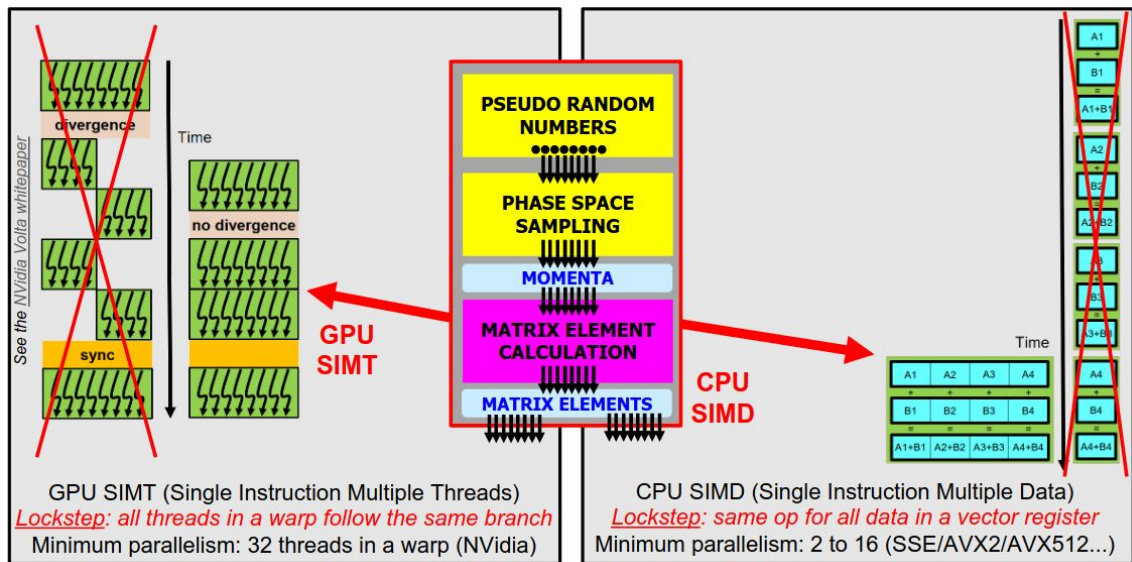 See the NVidia Volta whitepaper
divergence
sync
Time
no divergence
GPU
SIMT
GPU SIMT (Single Instruction Multiple Threads)
Lockstep: all threads in a warp follow the same branch
Minimum parallelism: 32 threads in a warp (NVidia)
PSEUDO RANDOM
NUMBERS
PHASE SPACE
SAMPLING
MOMENTA
MATRIX ELEMENT
CALCULATION
MATRIX ELEMENTS
CPU
SIMD
Time
A1 A2 A3 A4
+ + + +
B1 B2 B3 B4
= = = =
A1+B1 A2+B2 A3+B3 A4+B4
A1
+
B1
=
A1+B1
A2
+
B2
=
A2+B2
A3
+
B3
=
A3+B3
A4
+
B4
=
A4+B4
CPU SIMD (Single Instruction Multiple Data)
Lockstep: same op for all data in a vector register
Minimum parallelism: 2 to 16 (SSE/AVX2/AVX512...)